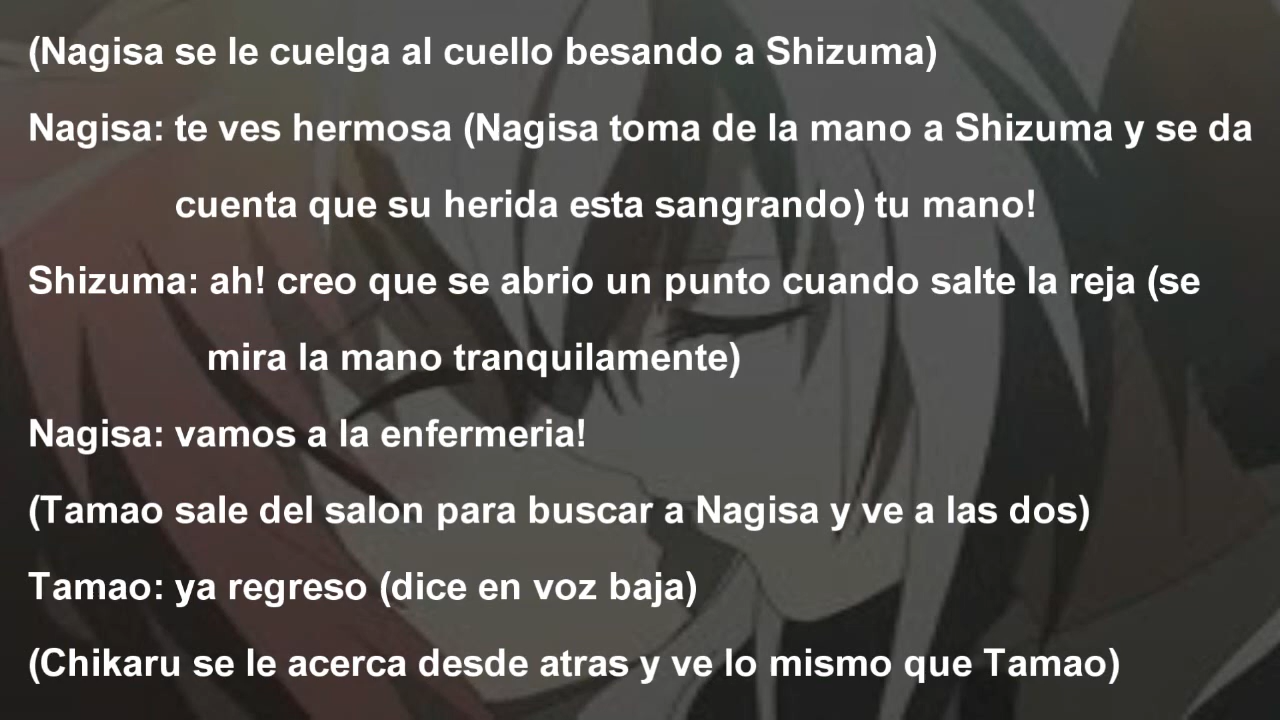 (Nagisa se le cuelga al cuello besando a Shizuma)
Nagisa: te ves hermosa (Nagisa toma de la mano a Shizuma y se da
cuenta que su herida esta sangrando) tu mano!
Shizuma: ah! creo que se abrio un punto cuando salte la reja (se
mira la mano tranquilamente)
Nagisa: vamos a la enfermeria!
(Tamao sale del salon para buscar a Nagisa y ve a las dos)
Tamao: ya regreso (dice en voz baja)
(Chikaru se le acerca desde atras y ve lo mismo que Tamao)